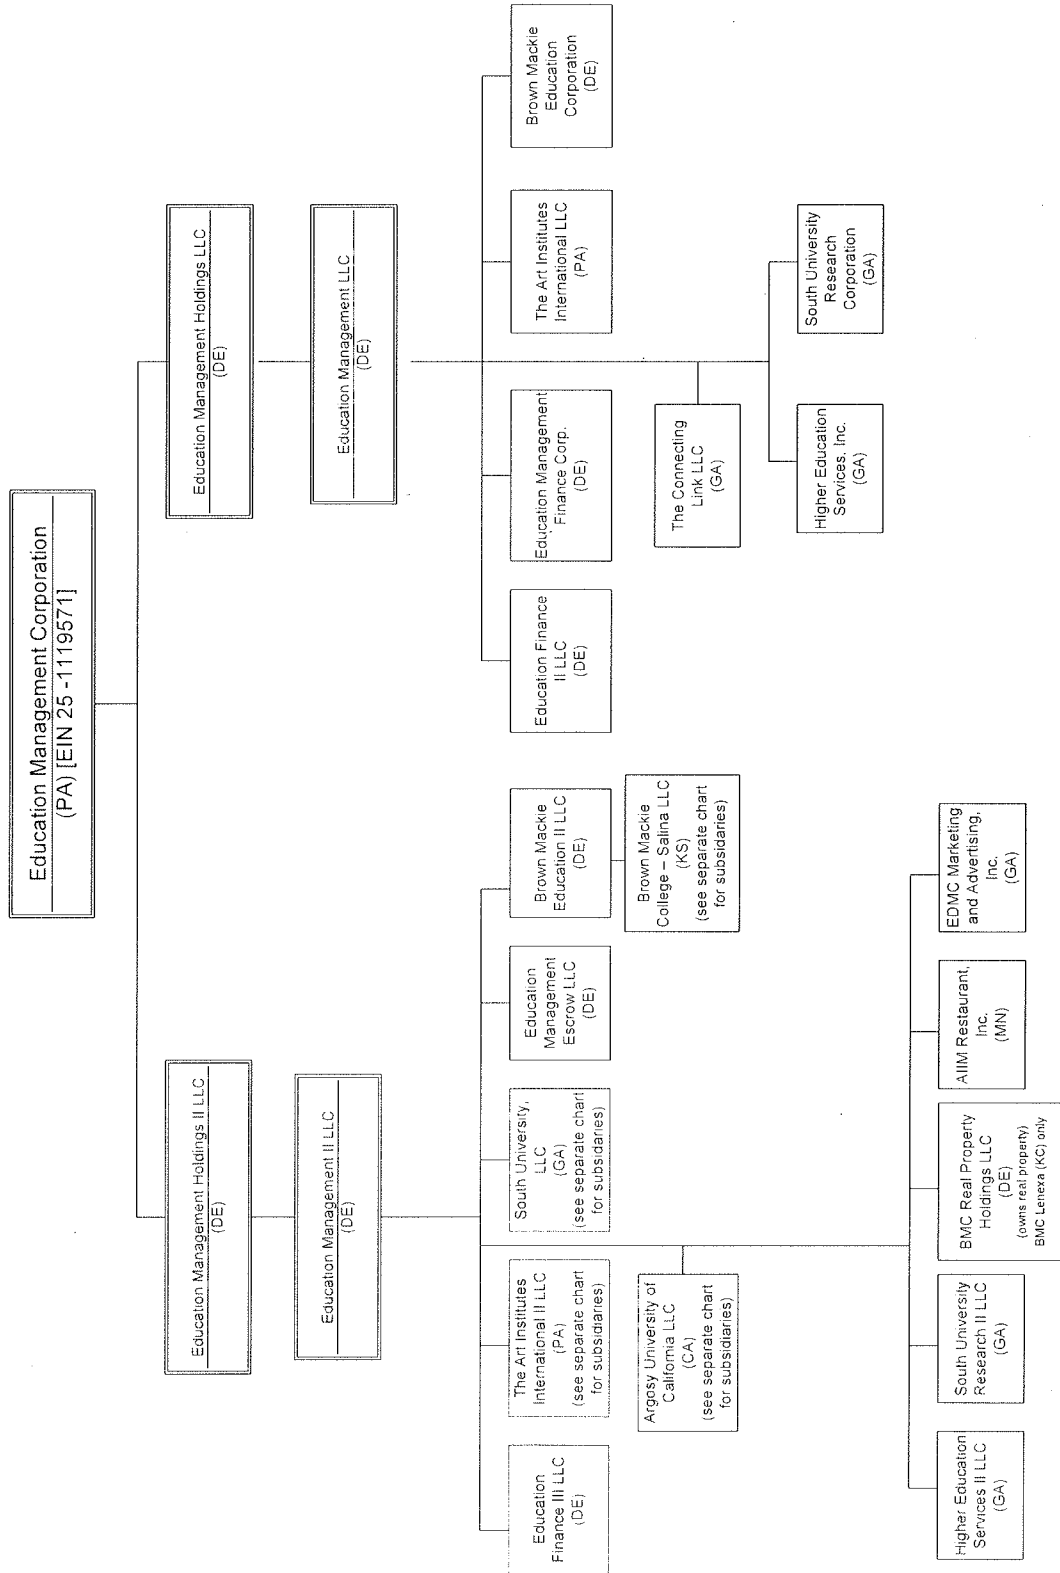 Education Management Corporation
(PA) [EIN 25 -1119571]
Education Management Holdings II LLC
(DE)
Education Management Holdings LLC
(DE)
Education Management II LLC
(DE)
Education Management LLC
(DE)
Education
Finance III LLC
(DE)
The Art Institutes
International II LLC
(PA)
(see separate chart
for subsidiaries)
South University,
LLC
(GA)
(see separate chart
for subsidaries)
Education
Management
Escrow LLC
(DE)
Brown Mackie
Education II LLC
(DE)
Education Finance
II LLC
(DE)
Education Management
Finance Corp.
(DE)
The Art Institutes
International LLC
(PA)
Brown Mackie
Education
Corporation
(DE)
Argosy University of
California LLC
(CA)
(see separate chart
for subsidiaries)
Brown Mackie
College – Salina LLC
(KS)
(see separate chart
for subsidaries)
The Connecting
Link LLC
(GA)
Higher Education
Services, Inc.
(GA)
South University
Research
Corporation
(GA)
Higher Education
Services II LLC
(GA)
South University
Research II LLC
(GA)
BMC Real Property
Holdings LLC
(DE)
(owns real property)
BMC Lenexa (KC) only
AIIM Restaurant,
Inc.
(MN)
EDMC Marketing
and Advertising,
Inc.
(GA)